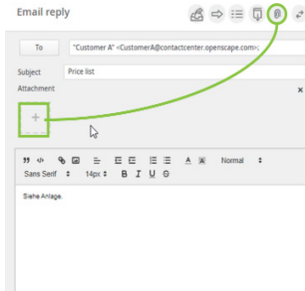 Email reply
To "Customer A" <CustomerA@contactcenter.openscape.com>;
Subject Price list
Attachment x
+
Normal
Sans Serif 14px B I U
Siehe Anlage.